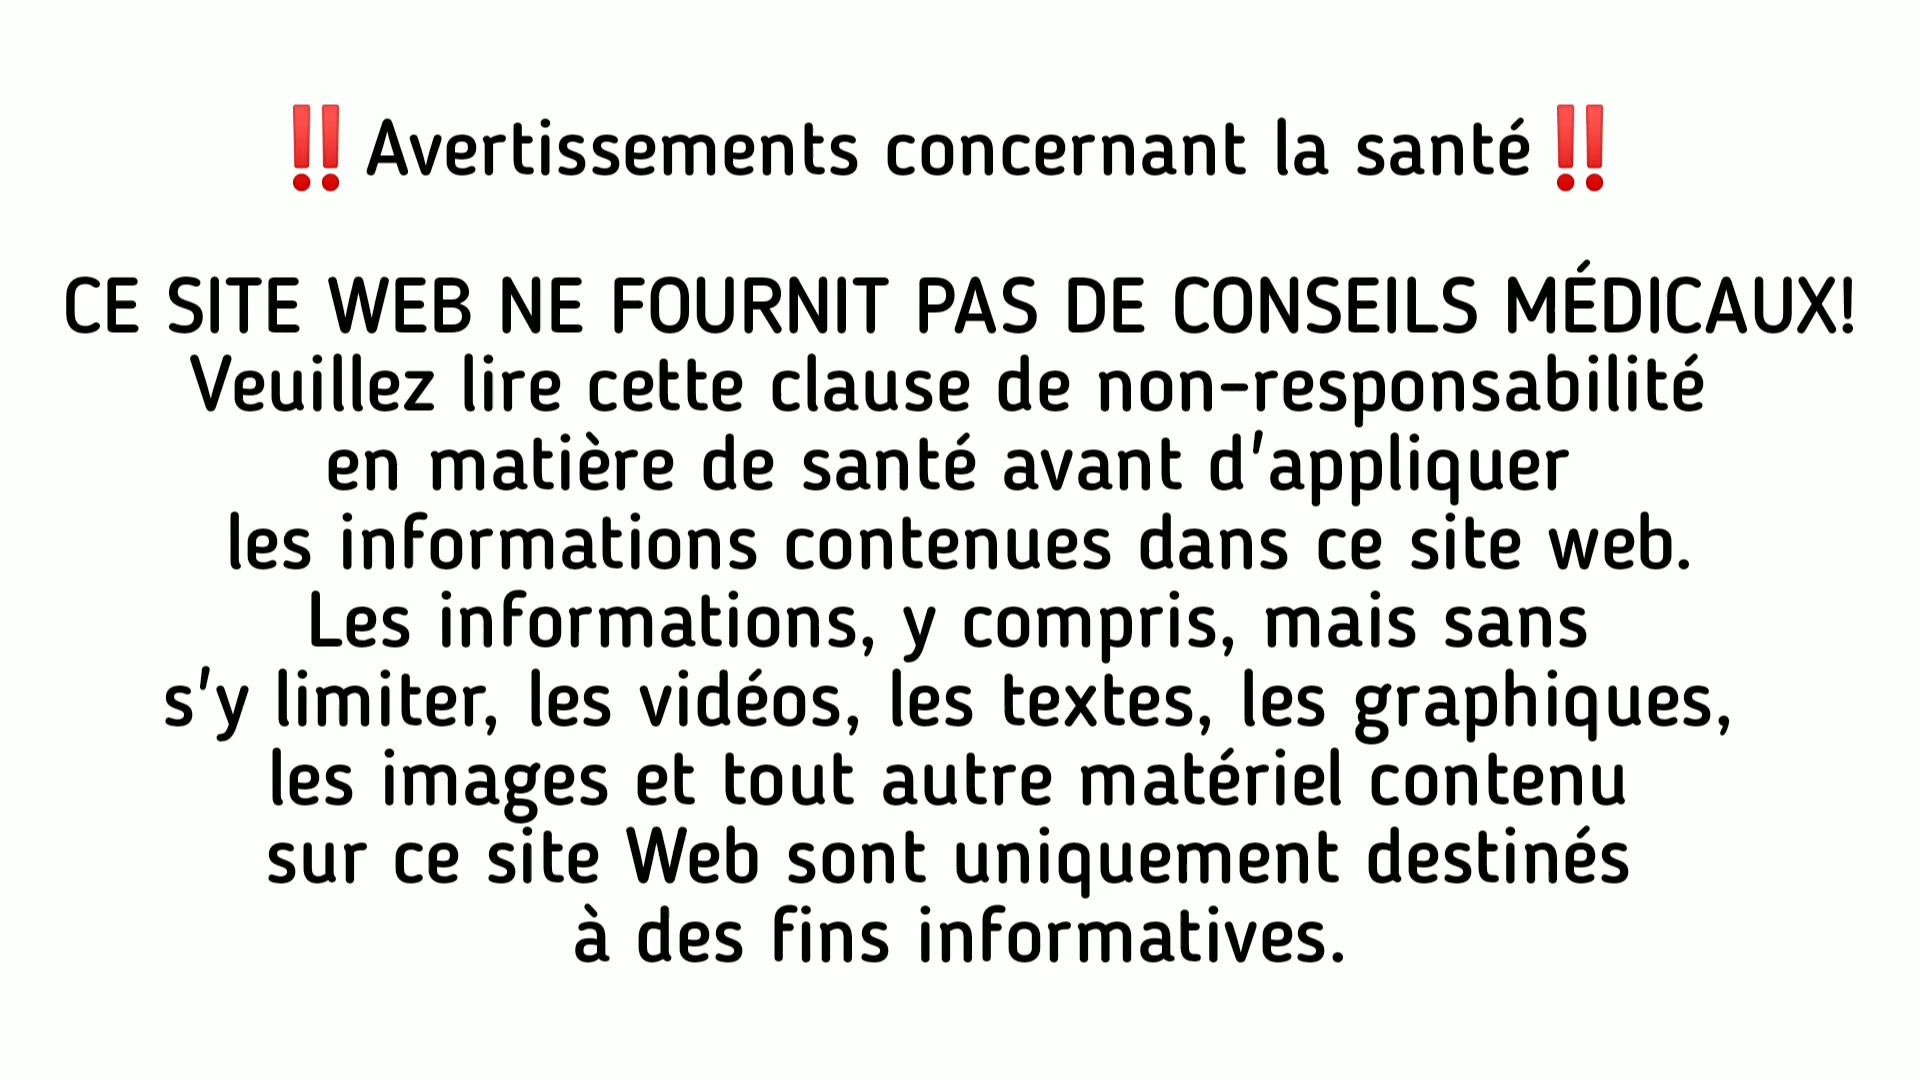 ‼Avertissements concernant la santé‼
CE SITE WEB NE FOURNIT PAS DE CONSEILS MÉDICAUX!
Veuillez lire cette clause de non-responsabilité
en matière de santé avant d'appliquer
les informations contenues dans ce site web.
Les informations, y compris, mais sans
s'y limiter, les vidéos, les textes, les graphiques,
les images et tout autre matériel contenu
sur ce site Web sont uniquement destinés
à des fins informatives.